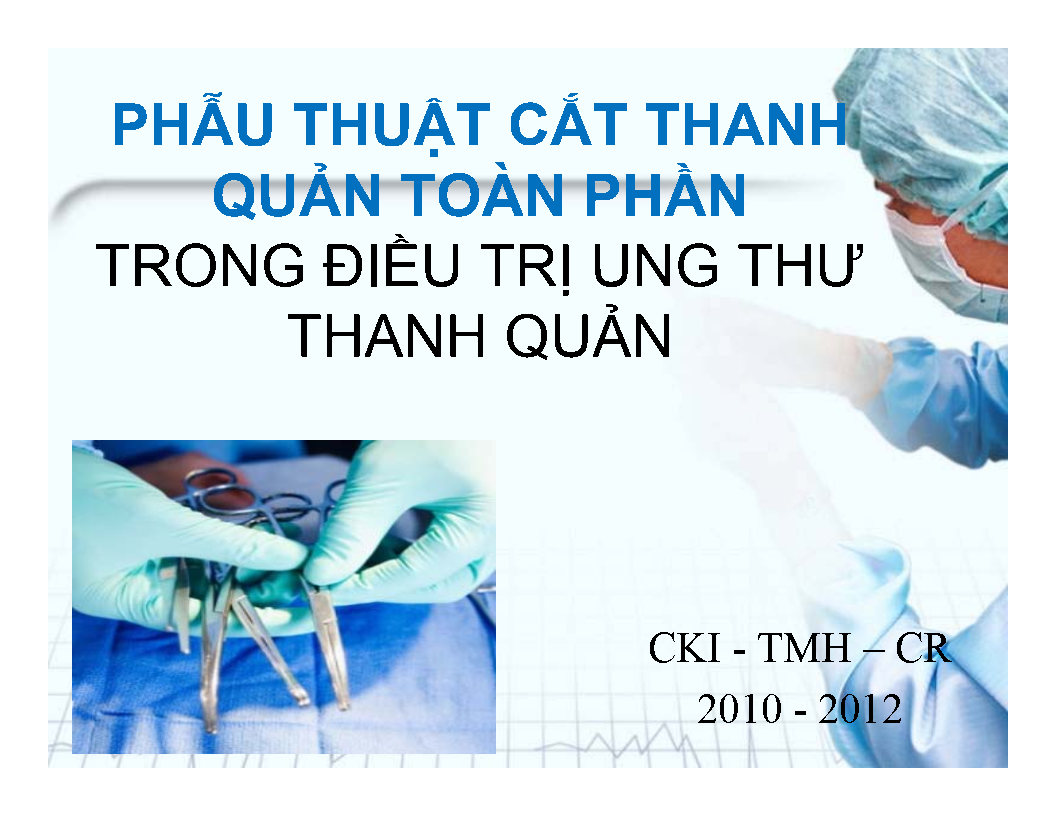 PHẪU THUẬT CẮT THANH
QUẢN TOÀN PHẦN
TRONG ĐIỀU TRỊ UNG THƯ
THANH QUẢN
CKI - TMH – CR
2010 - 2012